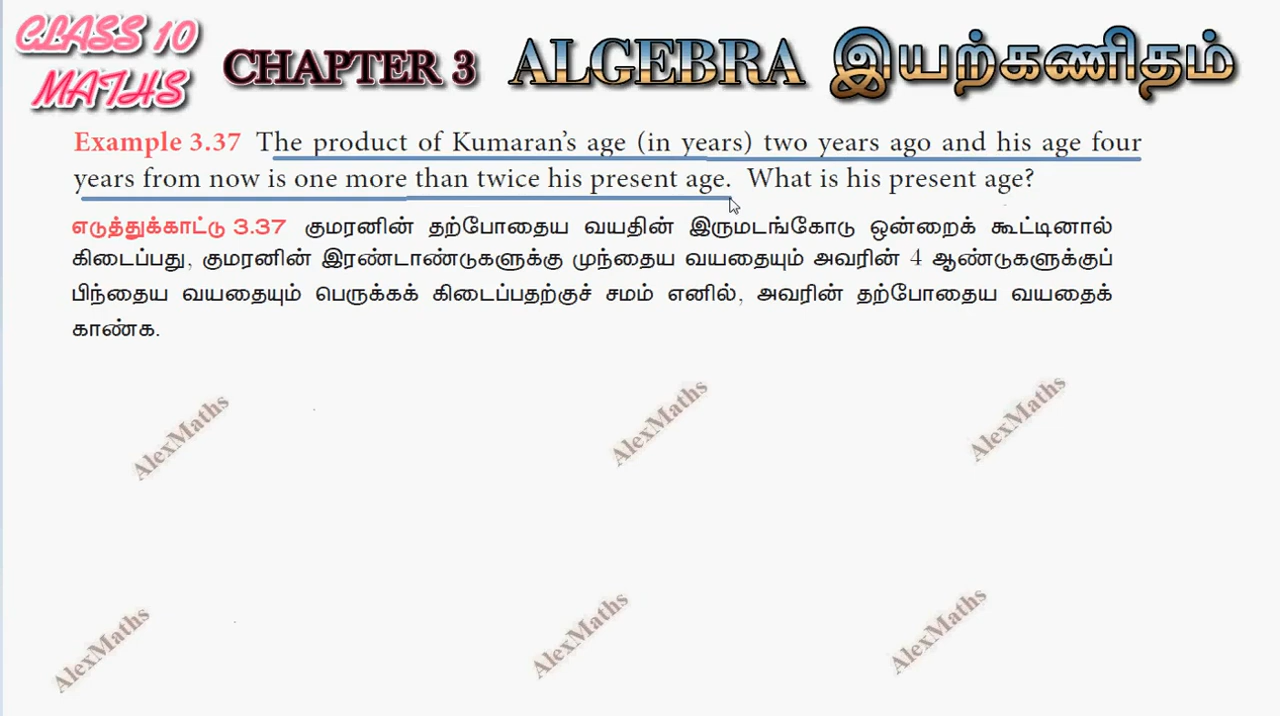 CLASS 10
MATHS
CHAPTER 3
ALGEBRA இயற்கணிதம்
Example 3.37 The product of Kumaran's age (in years) two years ago and his age four
years from now is one more than twice his present age. What is his present age?
எடுத்துக்காட்டு 3.37 குமரனின் தற்போதைய வயதின் இருமடங்கோடு ஒன்றைக் கூட்டினால்
கிடைப்பது, குமரனின் இரண்டாண்டுகளுக்கு முந்தைய வயதையும் அவரின் 4 ஆண்டுகளுக்குப்
பிந்தைய வயதையும் பெருக்கக் கிடைப்பதற்குச் சமம் எனில், அவரின் தற்போதைய வயதைக்
காண்க.
AlexMaths
AlexMaths
AlexMaths
AlexMaths
AlexMaths
AlexMaths